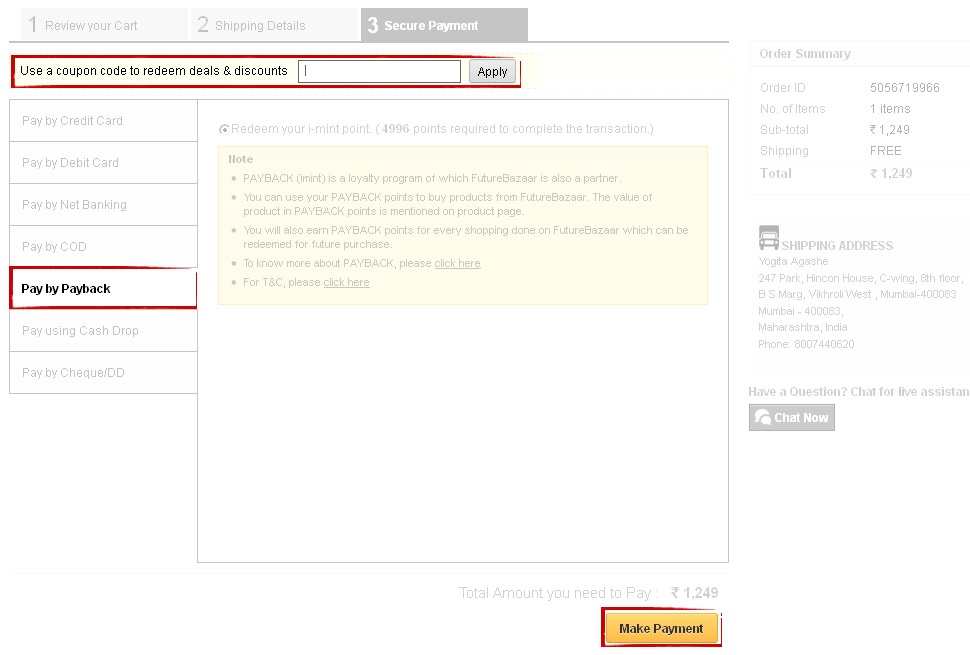 1 Review your Cart
2 Shipping Details
3 Secure Payment
Use a coupon code to redeem deals & discounts
Apply
Pay by Credit Card
Pay by Debit Card
Pay by Net Banking
Pay by COD
Pay by Payback
Pay using Cash Drop
Pay by Cheque/DD
Redeem your i-mint point. ( 4996 points required to complete the transaction.)
Note
PAYBACK (imint) is a loyalty program of which FutureBazaar is also a partner.
You can use your PAYBACK points to buy products from FutureBazaar. The value of
product in PAYBACK points is mentioned on product page.
You will also earn PAYBACK points for every shopping done on FutureBazaar which can be
redeemed for future purchase.
To know more about PAYBACK, please click here
For T&C, please click here
Total Amount you need to Pay : ₹ 1,249
Make Payment
Order Summary
Order ID 5056719966
No. of Items 1 items
Sub-total ₹ 1,249
Shipping FREE
Total ₹ 1,249
SHIPPING ADDRESS
Yogita Agashe
247 Park, Hincon House, C-wing, 8th floor,
B S Marg, Vikhroli West , Mumbai-400083
Mumbai - 400083,
Maharashtra, India
Phone: 8007440620
Have a Question? Chat for live assistan
Chat Now